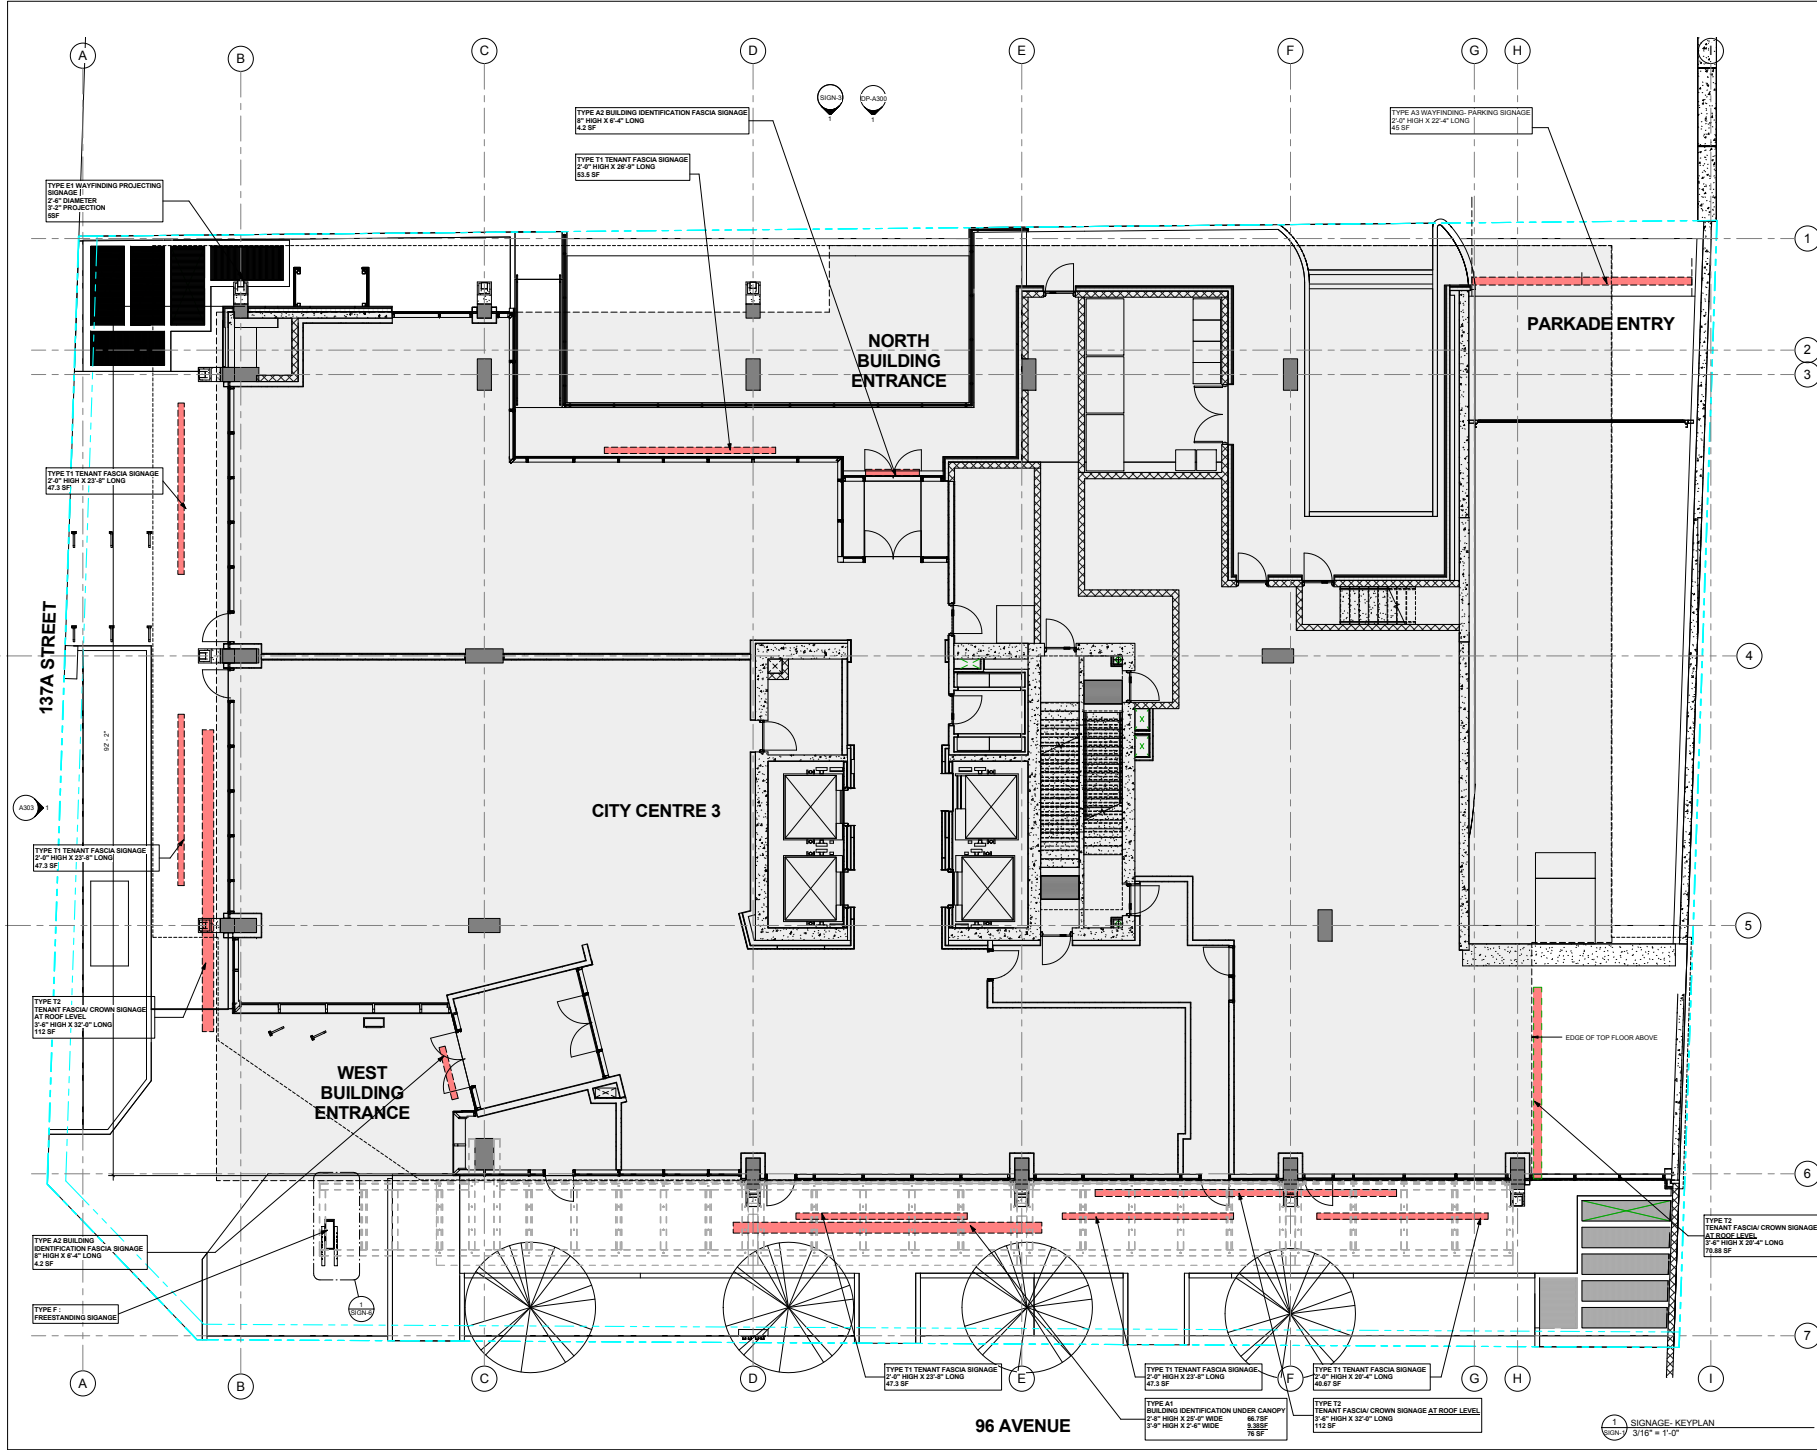 A
B
C
D
E
F
G
H
I
SIGN-3
1
DP-A300
1
TYPE A2 BUILDING IDENTIFICATION FASCIA SIGNAGE
8" HIGH X 6'-4" LONG
4.2 SF
TYPE A3 WAYFINDING- PARKING SIGNAGE
2'-0" HIGH X 22'-4" LONG
45 SF
TYPE T1 TENANT FASCIA SIGNAGE
2'-0" HIGH X 26'-9" LONG
53.5 SF
TYPE E1 WAYFINDING PROJECTING
SIGNAGE
2'-6" DIAMETER
3'-2" PROJECTION
5SF
1
NORTH
BUILDING
ENTRANCE
PARKADE ENTRY
2
3
TYPE T1 TENANT FASCIA SIGNAGE
2'-0" HIGH X 23'-8" LONG
47.3 SF
137A STREET
4
92' - 2"
X
X
A303
1
CITY CENTRE 3
TYPE T1 TENANT FASCIA SIGNAGE
2'-0" HIGH X 23'-8" LONG
47.3 SF
5
TYPE T2
TENANT FASCIA/ CROWN SIGNAGE
AT ROOF LEVEL
3'-6" HIGH X 32'-0" LONG
112 SF
EDGE OF TOP FLOOR ABOVE
WEST
BUILDING
ENTRANCE
6
TYPE A2 BUILDING
IDENTIFICATION FASCIA SIGNAGE
8" HIGH X 6'-4" LONG
4.2 SF
TYPE T2
TENANT FASCIA/ CROWN SIGNAGE
AT ROOF LEVEL
3'-6" HIGH X 20'-4" LONG
70.88 SF
TYPE F :
FREESTANDING SIGANGE
1
SIGN-6
7
TYPE T1 TENANT FASCIA SIGNAGE
2'-0" HIGH X 23'-8" LONG
47.3 SF
TYPE T1 TENANT FASCIA SIGNAGE
2'-0" HIGH X 23'-8" LONG
47.3 SF
TYPE T1 TENANT FASCIA SIGNAGE
2'-0" HIGH X 20'-4" LONG
40.67 SF
A
B
C
D
E
F
G
H
I
TYPE A1
BUILDING IDENTIFICATION UNDER CANOPY
2'-8" HIGH X 25'-0" WIDE 66.7SF
3'-9" HIGH X 2'-6" WIDE 9.38SF
76 SF
TYPE T2
TENANT FASCIA/ CROWN SIGNAGE AT ROOF LEVEL
3'-6" HIGH X 32'-0" LONG
112 SF
96 AVENUE
1
SIGN-1
SIGNAGE- KEYPLAN
3/16" = 1'-0"